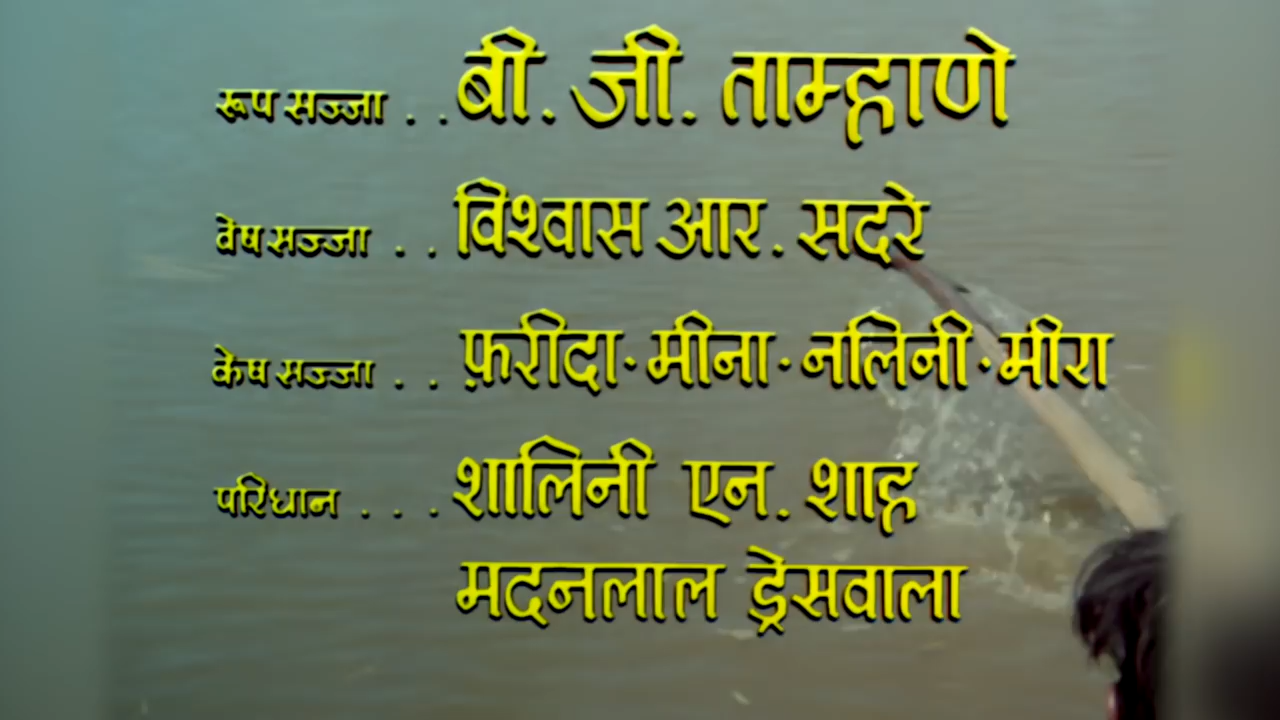 रूप सज्जा . . बी. जी. ताम्हाणे
वेष सज्जा . . विश्वास आर. सदरे
केष सज्जा . . फ़रीदा·मीना·नलिनी·मीरा
परिधान . . . शालिनी एन. शाह
मदनलाल ड्रेसवाला